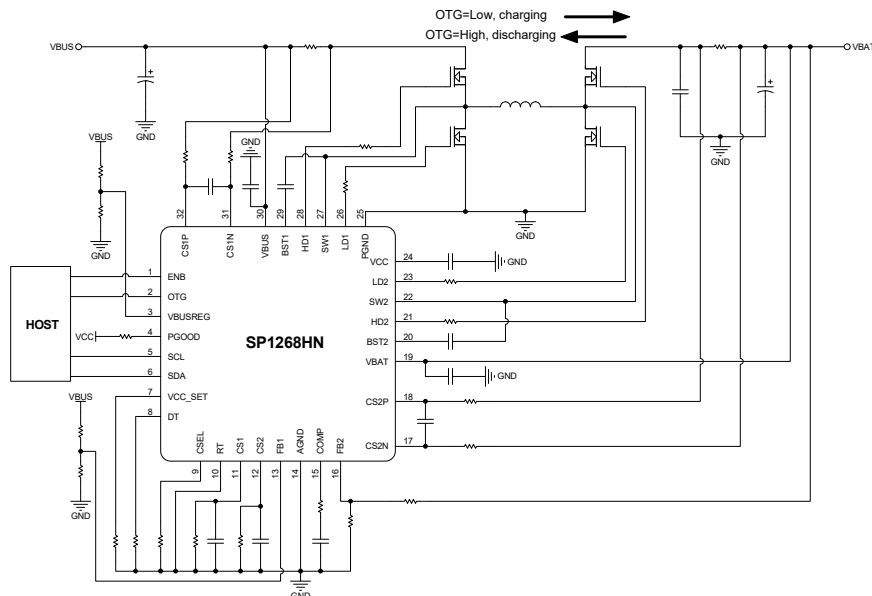 OTG=Low, charging
OTG=High, discharging
VBUS
VBAT
GND
VBUS
GND
GND
GND
GND
32
31
30
29
28
27
26
25
CS1P
CS1N
VBUS
BST1
HD1
SW1
LD1
PGND
HOST
1 ENB
2 OTG
3 VBUSREG
VCC
4 PGOOD
5 SCL
6 SDA
7 VCC_SET
8 DT
SP1268HN
VCC 24
GND
LD2 23
SW2 22
HD2 21
BST2 20
VBAT 19
GND
CS2P 18
CS2N 17
VBUS
GND
CSEL
RT
CS1
CS2
FB1
AGND
COMP
FB2
9
10
11
12
13
14
15
16
GND